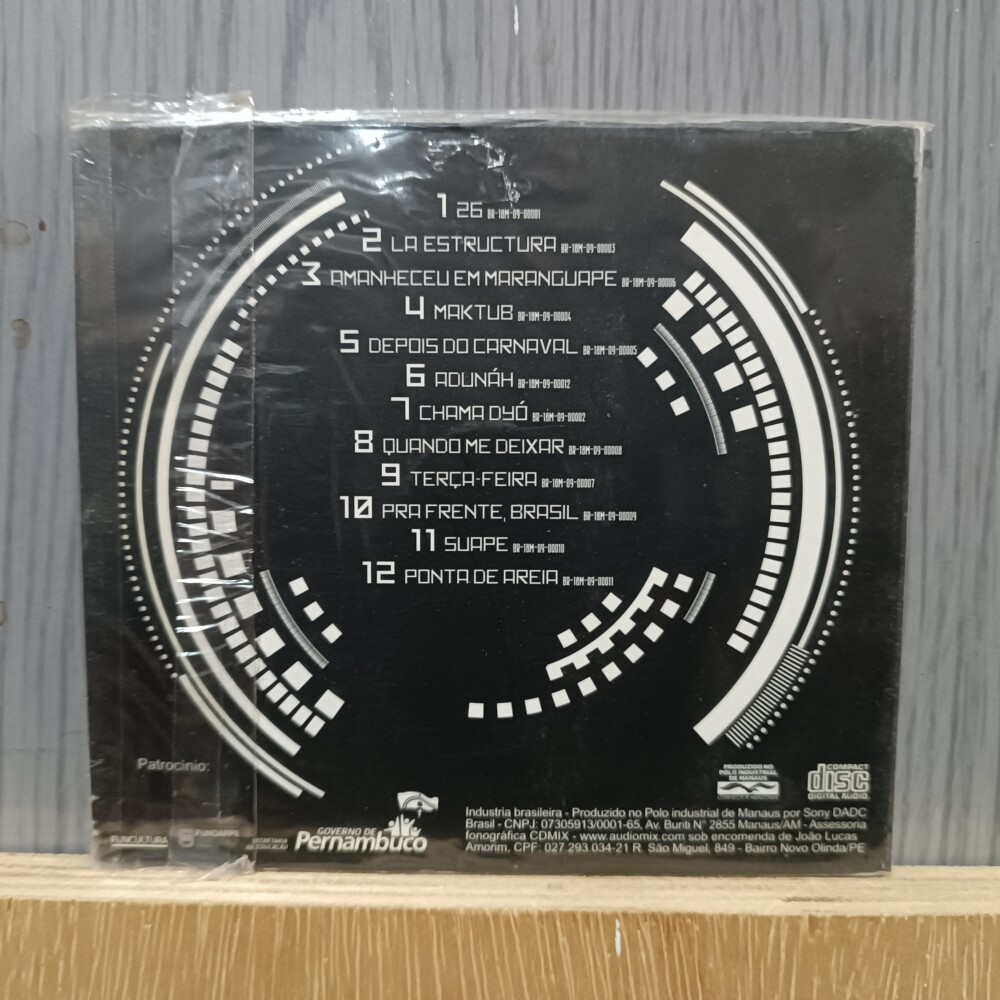 1 26 BR-18M-09-00001
2 LA ESTRUCTURA BR-18M-09-00003
3 AMANHECEU EM MARANGUAPE BR-18M-09-00006
4 MAKTUB BR-18M-09-00004
5 DEPOIS DO CARNAVAL BR-18M-09-00005
6 ADUNÁH BR-18M-09-00012
7 CHAMA DYÓ BR-18M-09-00002
8 QUANDO ME DEIXAR BR-18M-09-00008
9 TERÇA-FEIRA BR-18M-09-00007
10 PRA FRENTE, BRASIL BR-18M-09-00009
11 SUAPE BR-18M-09-00010
12 PONTA DE AREIA BR-18M-09-00011
Patrocínio:
FUNCULTURA
FUNDARPE
SECRETARIA
DE EDUCAÇÃO
GOVERNO DE
Pernambuco
PRODUZIDO NO
POLO INDUSTRIAL
DE MANAUS
COMPACT
disc
DIGITAL AUDIO
Industria brasileira - Produzido no Polo industrial de Manaus por Sony DADC
Brasil - CNPJ: 07305913/0001-65, Av. Buriti N° 2855 Manaus/AM - Assessoria
fonográfica CDMIX - www.audiomix.com sob encomenda de João Lucas
Amorim, CPF: 027.293.034-21 R. São Miguel, 849 - Bairro Novo Olinda/PE